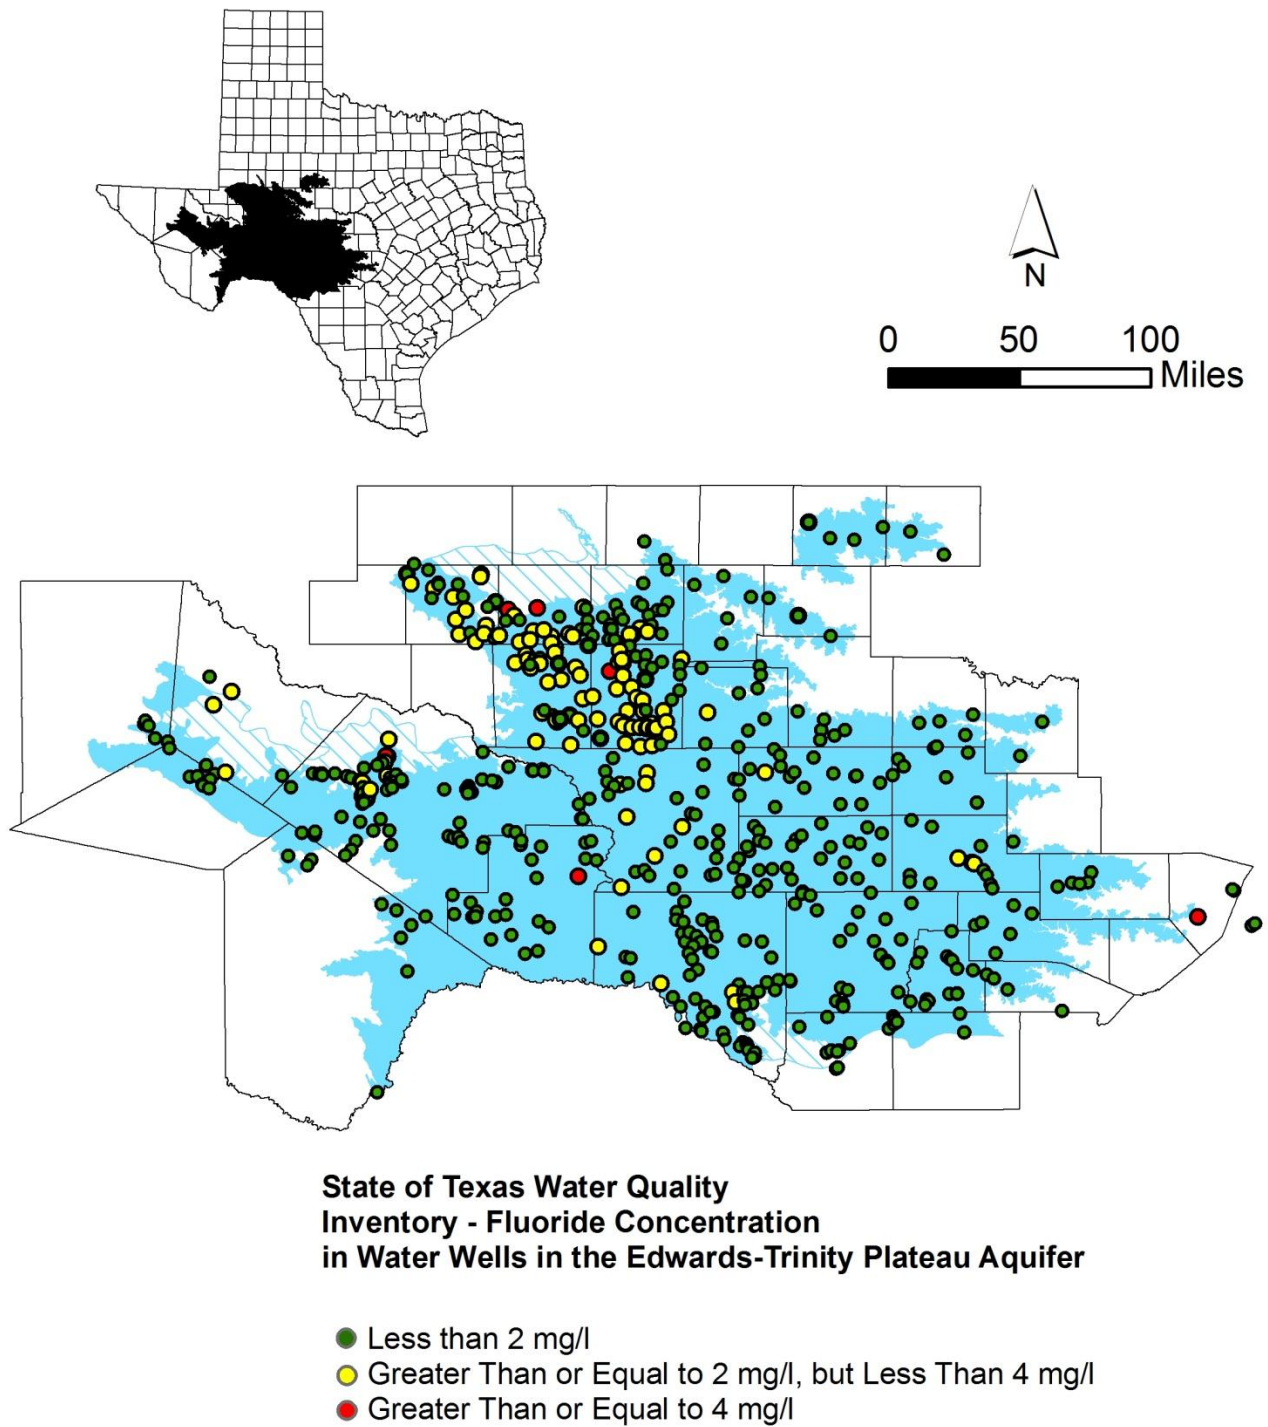 N
0 50 100
Miles
State of Texas Water Quality
Inventory - Fluoride Concentration
in Water Wells in the Edwards-Trinity Plateau Aquifer
Less than 2 mg/l
Greater Than or Equal to 2 mg/l, but Less Than 4 mg/l
Greater Than or Equal to 4 mg/l